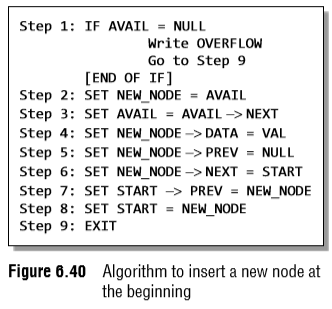 Step 1: IF AVAIL = NULL
Write OVERFLOW
Go to Step 9
[END OF IF]
Step 2: SET NEW_NODE = AVAIL
Step 3: SET AVAIL = AVAIL —> NEXT
Step 4: SET NEW_NODE —> DATA = VAL
Step 5: SET NEW_NODE —> PREV = NULL
Step 6: SET NEW_NODE —> NEXT = START
Step 7: SET START —> PREV = NEW_NODE
Step 8: SET START = NEW_NODE
Step 9: EXIT
Figure 6.40 Algorithm to insert a new node at
the beginning